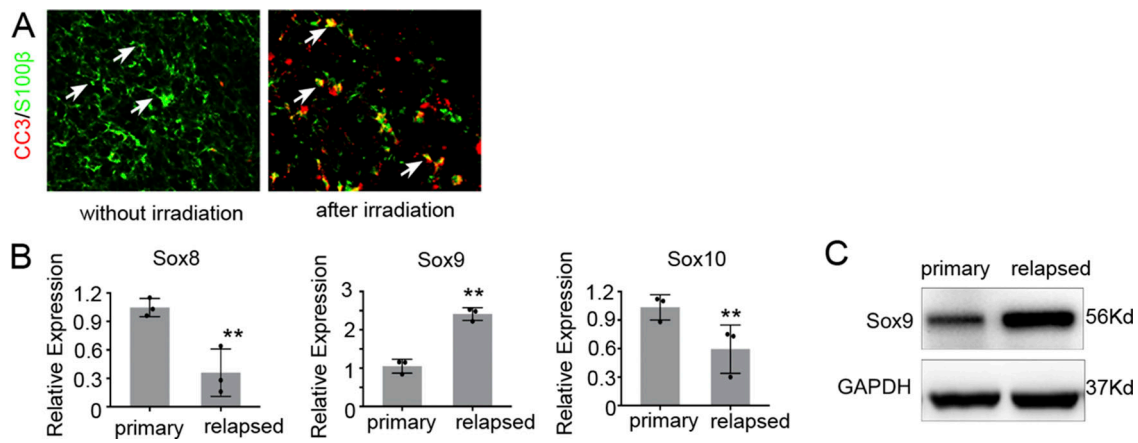 A
CC3/S100β
without irradiation
after irradiation
B
Sox8
Relative Expression
1.2
0.9
0.6
0.3
0
**
primary
relapsed
Sox9
Relative Expression
3
2
1
0
**
primary
relapsed
Sox10
Relative Expression
1.2
0.9
0.6
0.3
0
**
primary
relapsed
C
primary
relapsed
Sox9
56Kd
GAPDH
37Kd